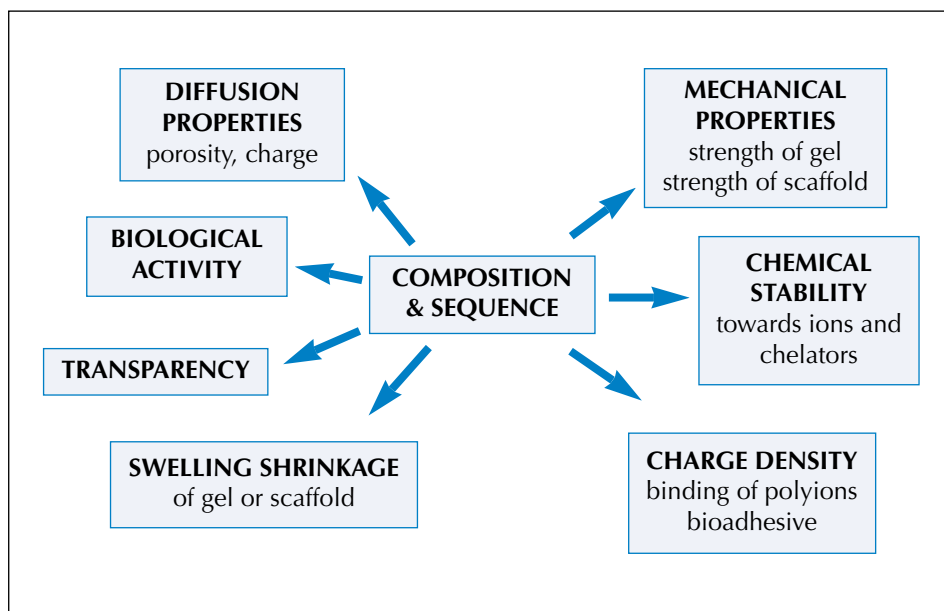 DIFFUSION
PROPERTIES
porosity, charge
MECHANICAL
PROPERTIES
strength of gel
strength of scaffold
BIOLOGICAL
ACTIVITY
COMPOSITION
& SEQUENCE
CHEMICAL
STABILITY
towards ions and
chelators
TRANSPARENCY
SWELLING SHRINKAGE
of gel or scaffold
CHARGE DENSITY
binding of polyions
bioadhesive